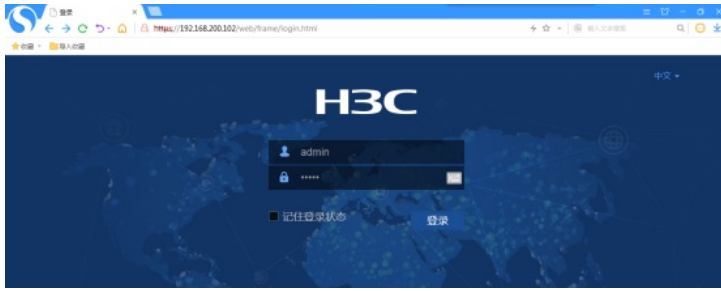 登录
https://192.168.200.102/web/frame/login.html
收藏
导入收藏
中文
H3C
admin
记住登录状态
登录